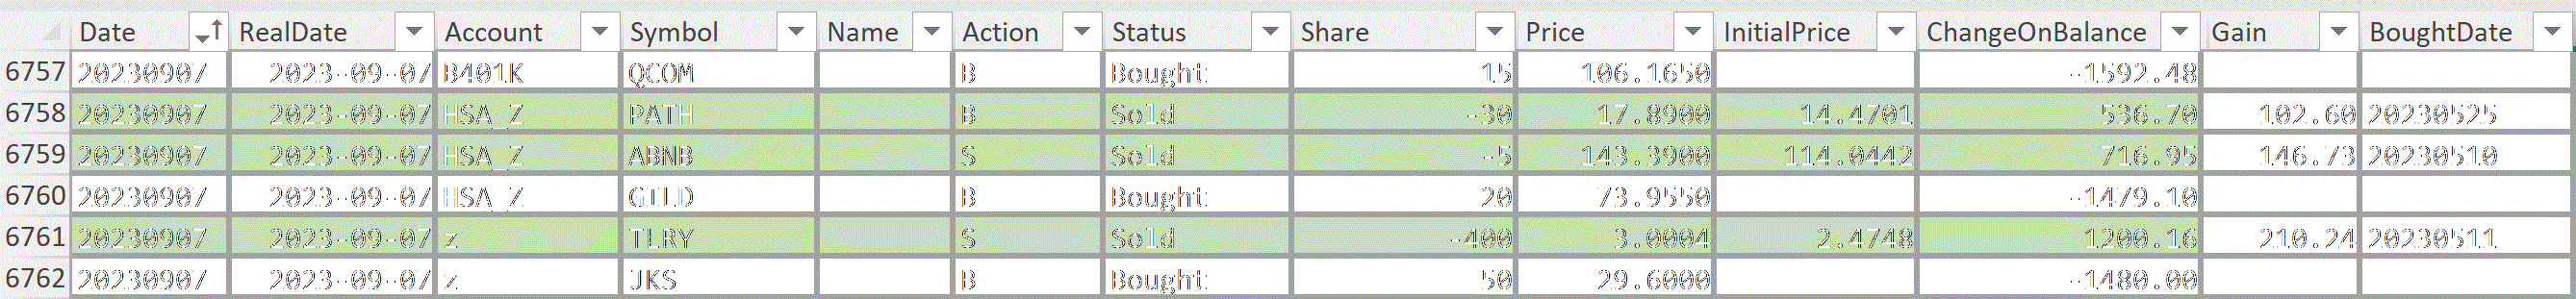 Date RealDate Account Symbol Name Action Status Share Price InitialPrice ChangeOnBalance Gain BoughtDate
6757 20230907 2023-09-07 B401K QCOM B Bought 15 106.1650 -1592.48
6758 20230907 2023-09-07 HSA_Z PATH B Sold -30 17.8900 14.4701 536.70 102.60 20230525
6759 20230907 2023-09-07 HSA_Z ABNB S Sold -5 143.3900 114.0442 716.95 146.73 20230510
6760 20230907 2023-09-07 HSA_Z GILD B Bought 20 73.9550 -1479.10
6761 20230907 2023-09-07 z TLRY S Sold -400 3.0004 2.4748 1200.16 210.24 20230511
6762 20230907 2023-09-07 z JKS B Bought 50 29.6000 -1480.00